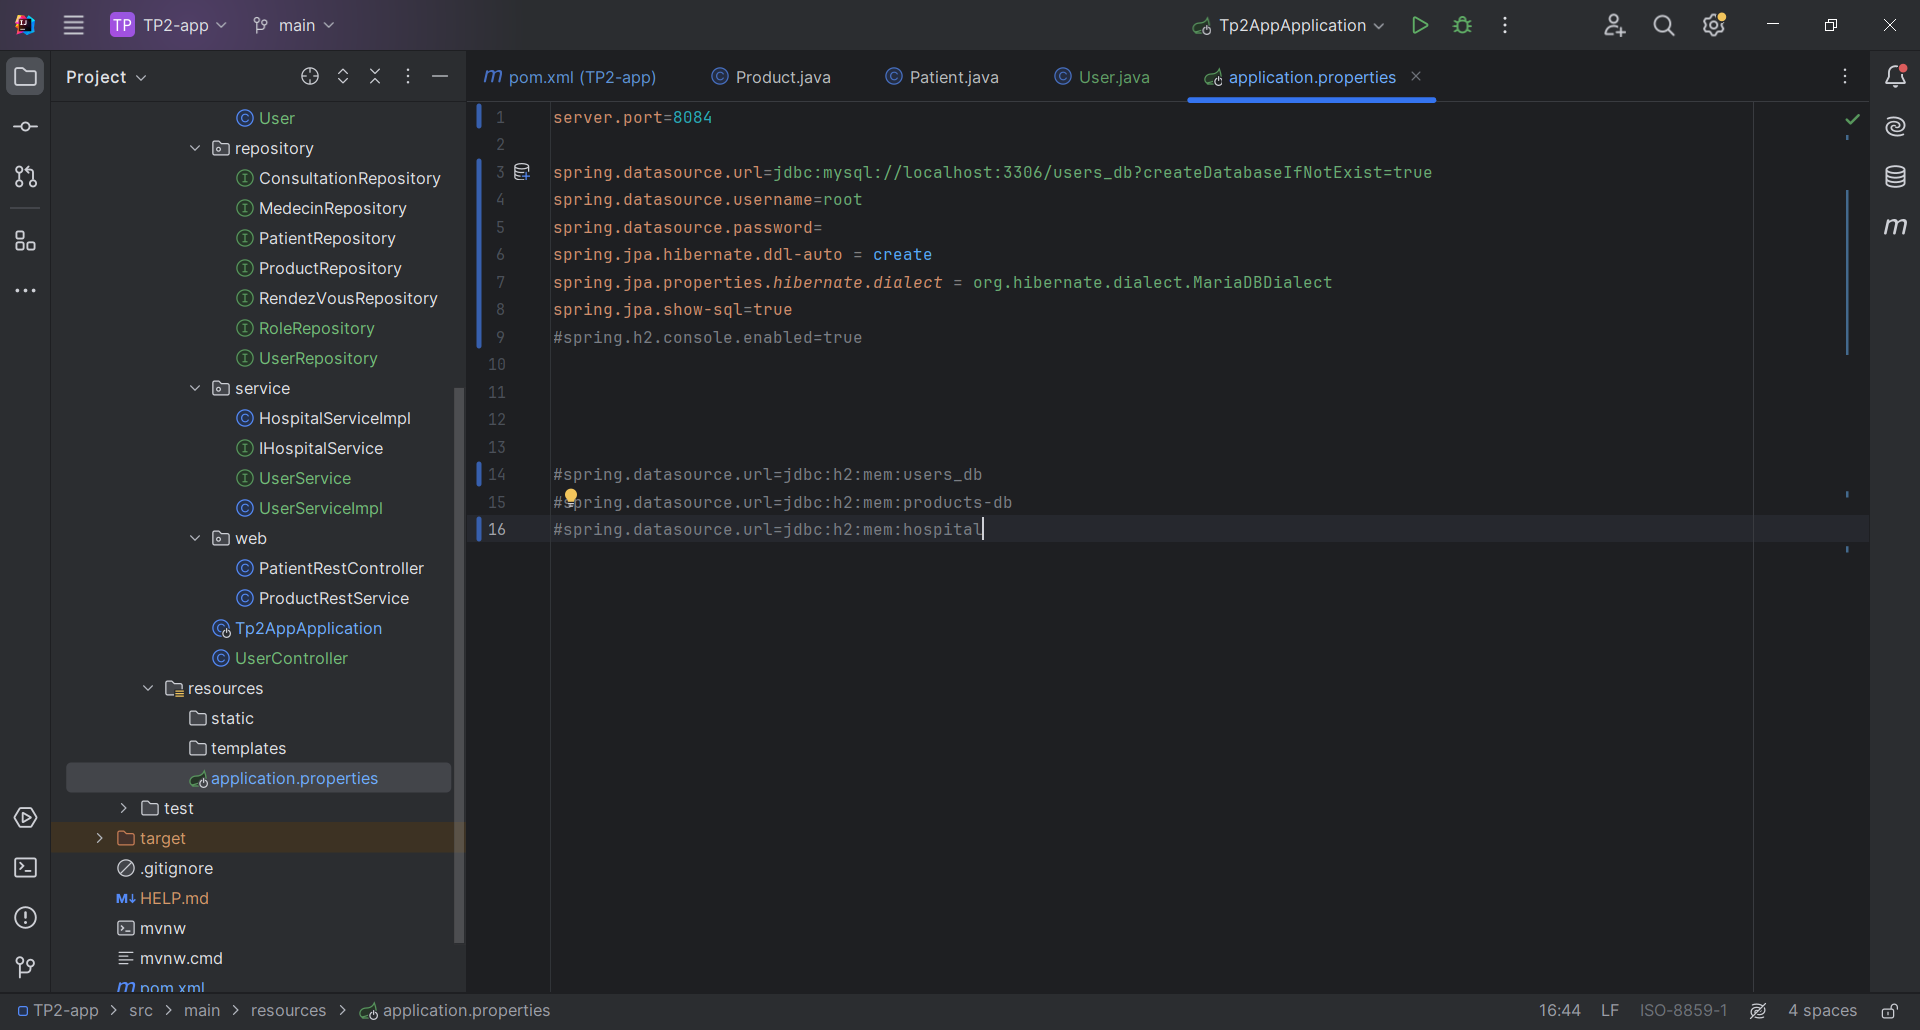 TP TP2-app main Tp2AppApplication
Project
pom.xml (TP2-app) Product.java Patient.java User.java application.properties
User
repository
ConsultationRepository
MedecinRepository
PatientRepository
ProductRepository
RendezVousRepository
RoleRepository
UserRepository
service
HospitalServiceImpl
IHospitalService
UserService
UserServiceImpl
web
PatientRestController
ProductRestService
Tp2AppApplication
UserController
resources
static
templates
application.properties
test
target
.gitignore
HELP.md
mvnw
mvnw.cmd
pom.xml
1 server.port=8084
2
3 spring.datasource.url=jdbc:mysql://localhost:3306/users_db?createDatabaseIfNotExist=true
4 spring.datasource.username=root
5 spring.datasource.password=
6 spring.jpa.hibernate.ddl-auto = create
7 spring.jpa.properties.hibernate.dialect = org.hibernate.dialect.MariaDBDialect
8 spring.jpa.show-sql=true
9 #spring.h2.console.enabled=true
10
11
12
13
14 #spring.datasource.url=jdbc:h2:mem:users_db
15 #spring.datasource.url=jdbc:h2:mem:products-db
16 #spring.datasource.url=jdbc:h2:mem:hospital
TP2-app > src > main > resources > application.properties 16:44 LF ISO-8859-1 4 spaces